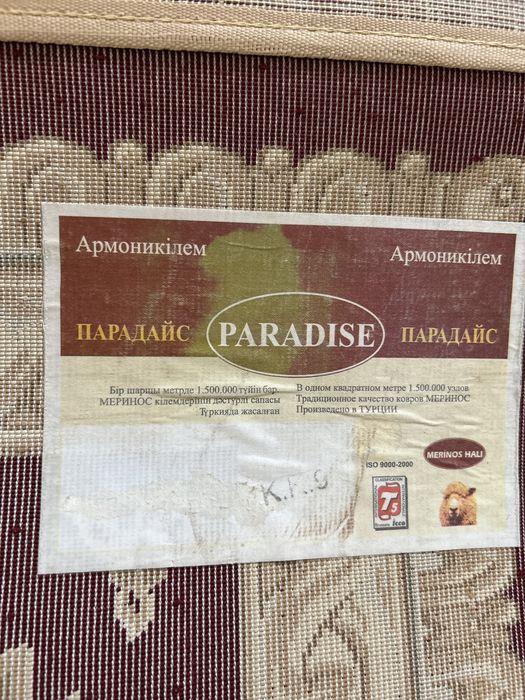 Армоникілем
Армоникілем
ПАРАДАЙС
PARADISE
ПАРАДАЙС
Бір шаршы метрде 1.500.000 түйін бар.
МЕРИНОС кілемдерінің дәстүрлі сапасы
Түркияда жасалған
В одном квадратном метре 1.500.000 узлов
Традиционное качество ковров МЕРИНОС
Произведено в ТУРЦИИ
MERINOS HALI
ISO 9000-2000
CLASSIFICATION
T5
icco